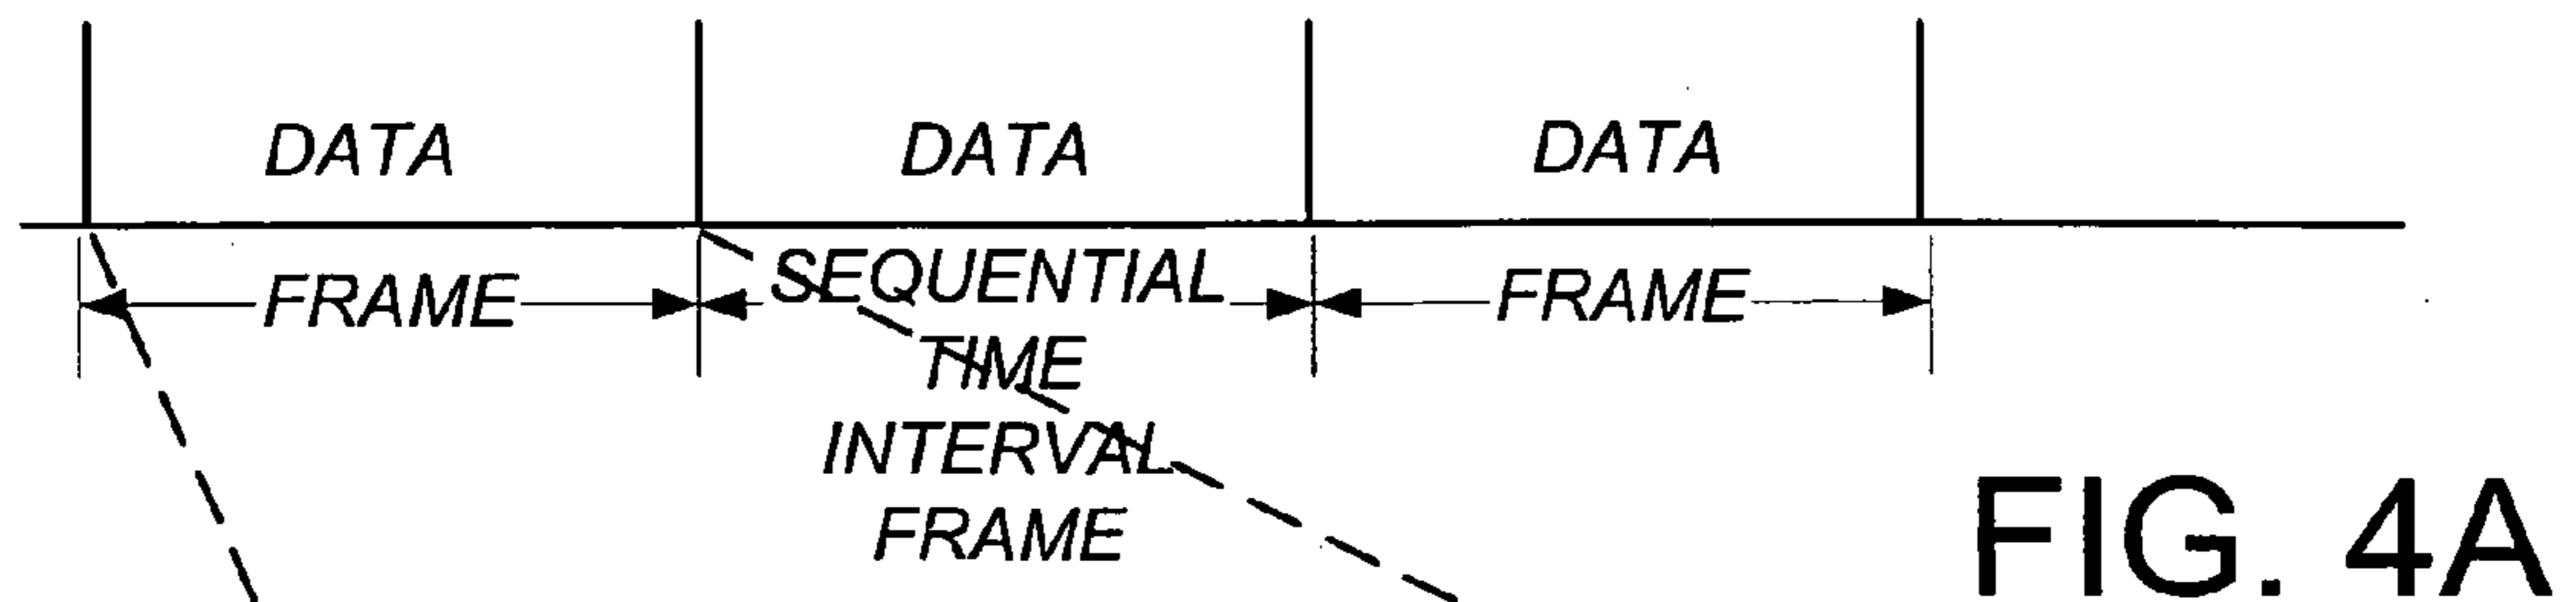 DATA DATA DATA
FRAME SEQUENTIAL FRAME
TIME
INTERVAL
FRAME
FIG. 4A